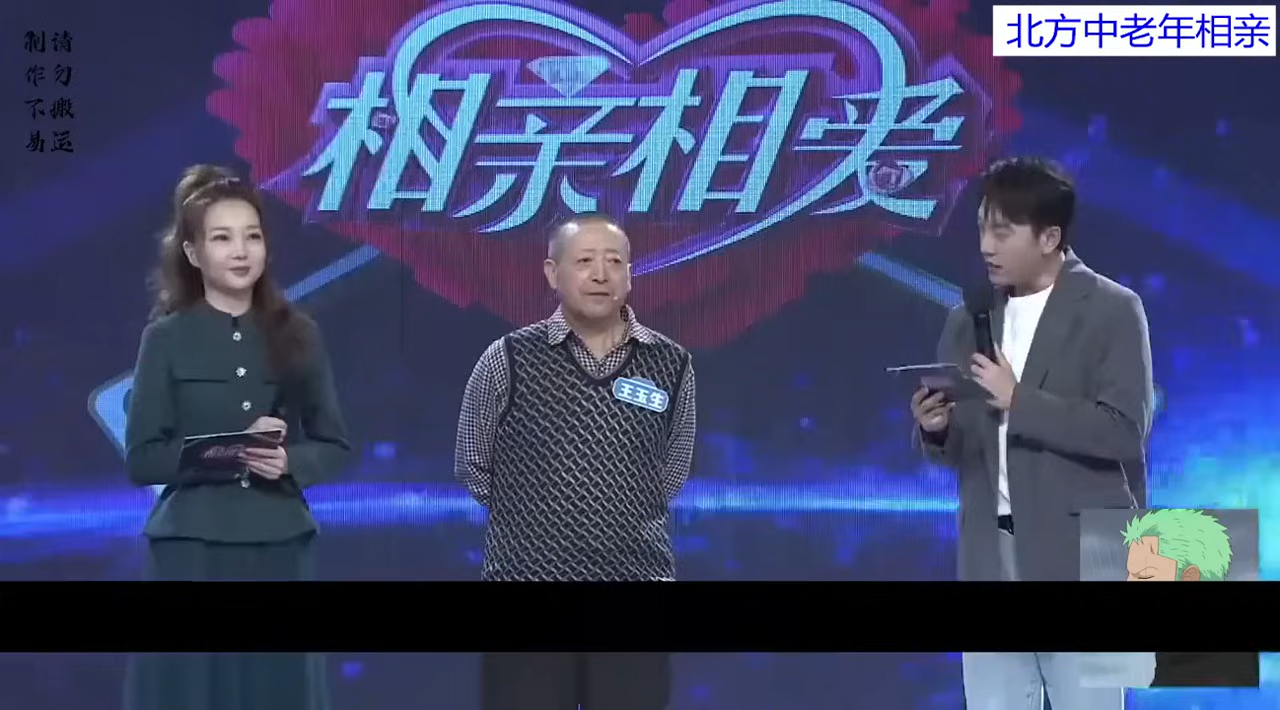 制作不易
请勿搬运
北方中老年相亲
相亲相爱
王玉生